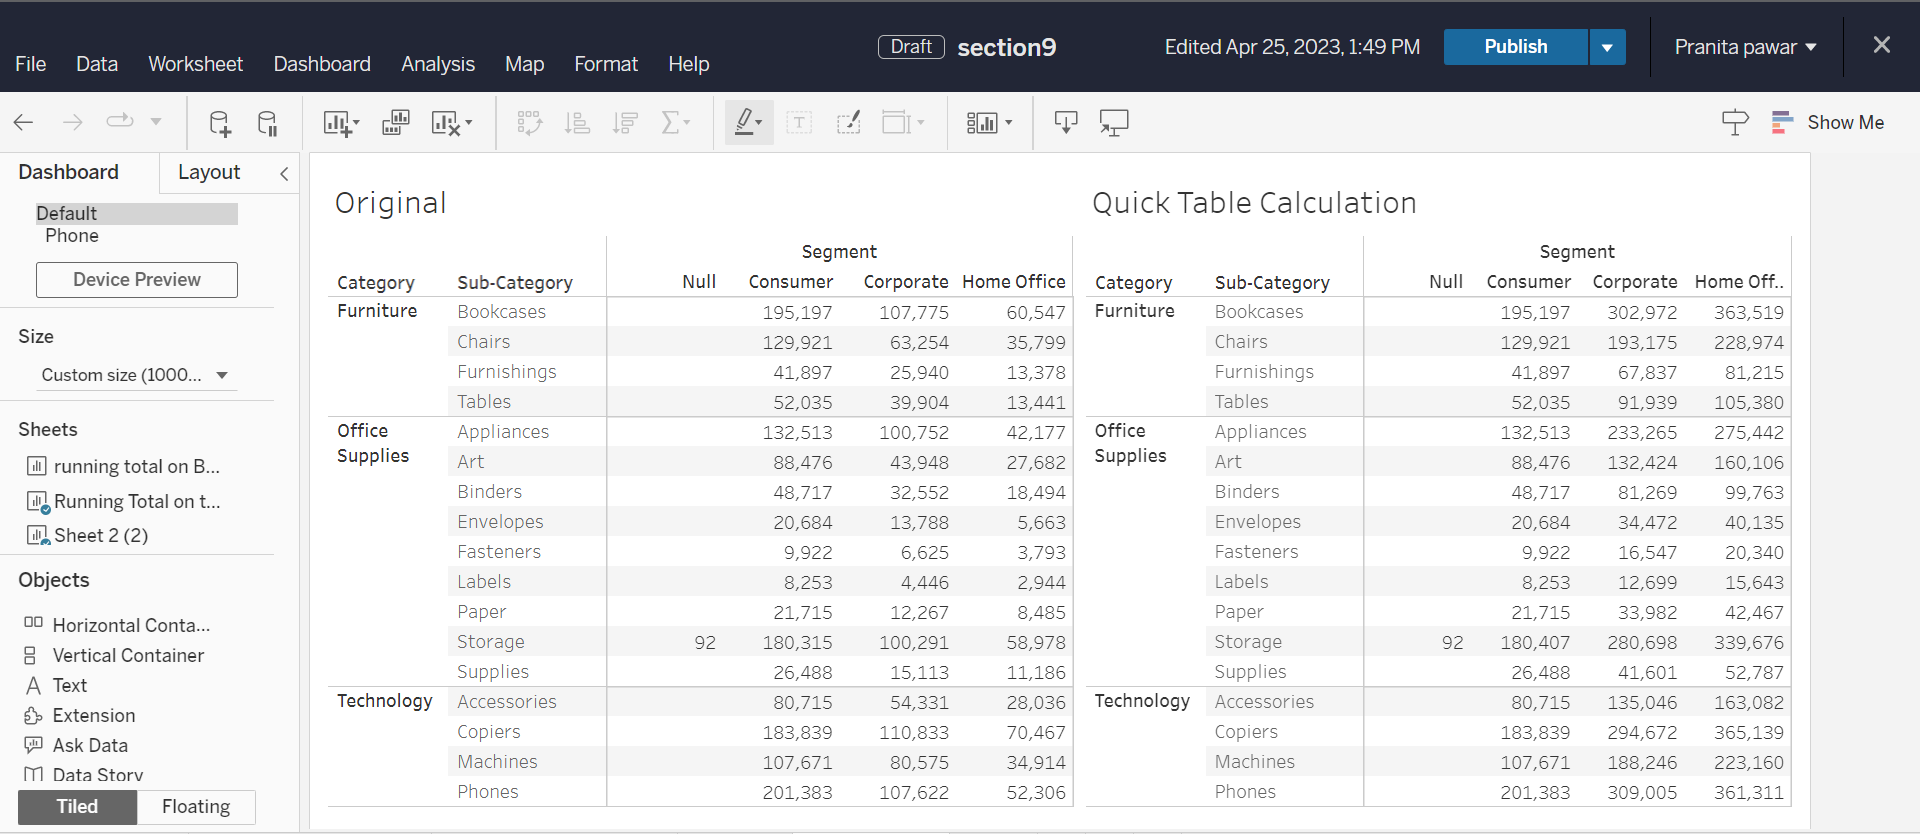 Draft section9 Edited Apr 25, 2023, 1:49 PM Publish Pranita pawar
File Data Worksheet Dashboard Analysis Map Format Help
Show Me
Dashboard Layout
Default
Phone
Device Preview
Size
Custom size (1000...
Sheets
running total on B...
Running Total on t...
Sheet 2 (2)
Objects
Horizontal Conta...
Vertical Container
Text
Extension
Ask Data
Data Story
Tiled Floating
Original
Segment
Category Sub-Category Null Consumer Corporate Home Office
Furniture Bookcases 195,197 107,775 60,547
Chairs 129,921 63,254 35,799
Furnishings 41,897 25,940 13,378
Tables 52,035 39,904 13,441
Office Supplies Appliances 132,513 100,752 42,177
Art 88,476 43,948 27,682
Binders 48,717 32,552 18,494
Envelopes 20,684 13,788 5,663
Fasteners 9,922 6,625 3,793
Labels 8,253 4,446 2,944
Paper 21,715 12,267 8,485
Storage 92 180,315 100,291 58,978
Supplies 26,488 15,113 11,186
Technology Accessories 80,715 54,331 28,036
Copiers 183,839 110,833 70,467
Machines 107,671 80,575 34,914
Phones 201,383 107,622 52,306
Quick Table Calculation
Segment
Category Sub-Category Null Consumer Corporate Home Off..
Furniture Bookcases 195,197 302,972 363,519
Chairs 129,921 193,175 228,974
Furnishings 41,897 67,837 81,215
Tables 52,035 91,939 105,380
Office Supplies Appliances 132,513 233,265 275,442
Art 88,476 132,424 160,106
Binders 48,717 81,269 99,763
Envelopes 20,684 34,472 40,135
Fasteners 9,922 16,547 20,340
Labels 8,253 12,699 15,643
Paper 21,715 33,982 42,467
Storage 92 180,407 280,698 339,676
Supplies 26,488 41,601 52,787
Technology Accessories 80,715 135,046 163,082
Copiers 183,839 294,672 365,139
Machines 107,671 188,246 223,160
Phones 201,383 309,005 361,311